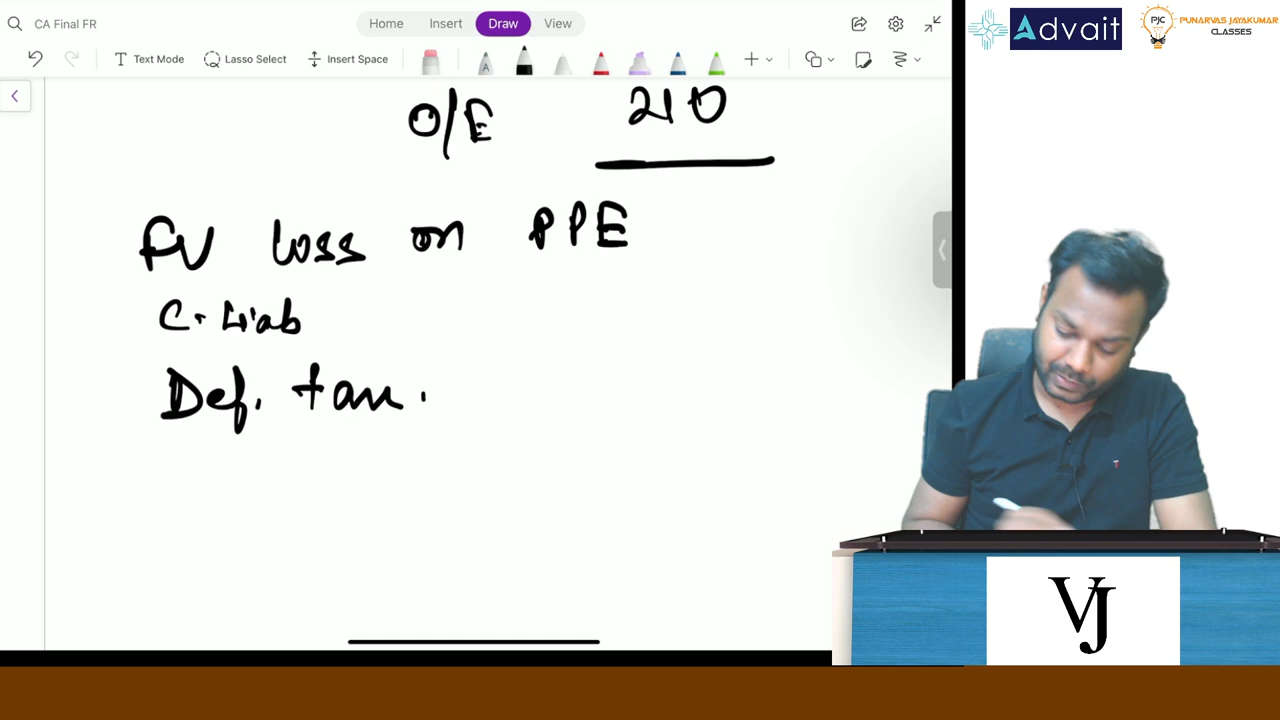 CA Final FR
Home Insert Draw View
Text Mode Lasso Select Insert Space
Advait
PJC
PUNARVAS JAYAKUMAR
CLASSES
A
O/E 210
FV loss on PPE
C. Liab
Def. tax.
VJ